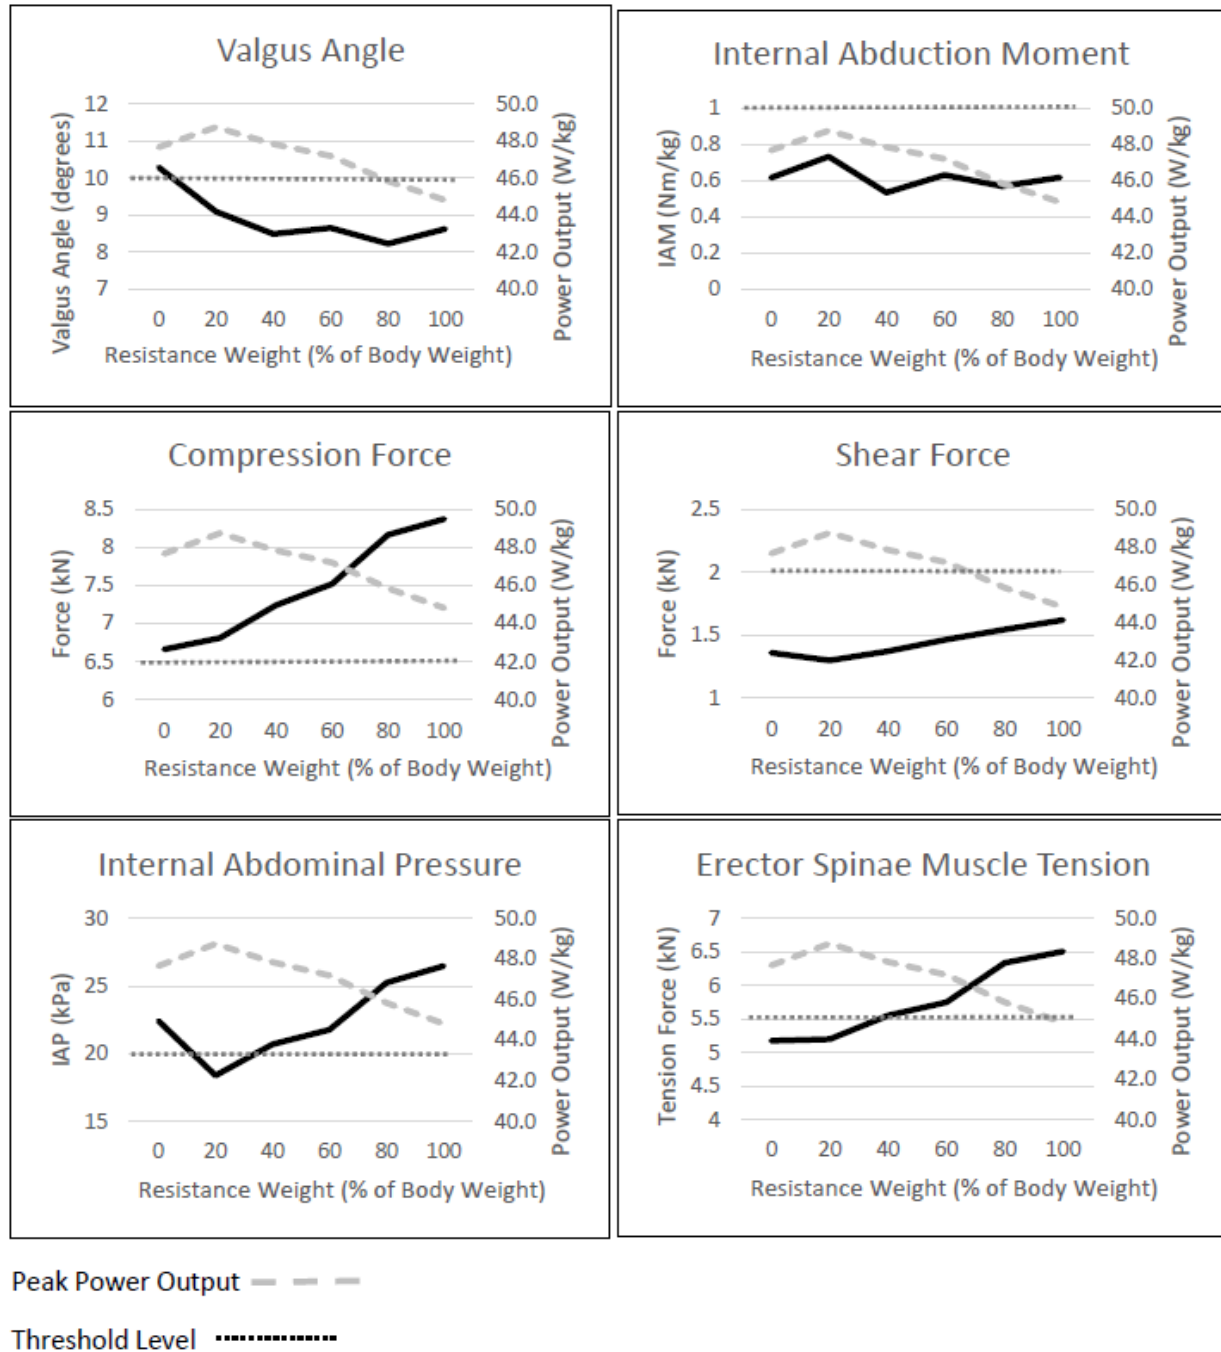 Valgus Angle
Valgus Angle (degrees)
12
11
10
9
8
7
50.0
48.0
46.0
44.0
42.0
40.0
Power Output (W/kg)
0 20 40 60 80 100
Resistance Weight (% of Body Weight)
Internal Abduction Moment
IAM (Nm/kg)
1
0.8
0.6
0.4
0.2
0
50.0
48.0
46.0
44.0
42.0
40.0
Power Output (W/kg)
0 20 40 60 80 100
Resistance Weight (% of Body Weight)
Compression Force
Force (kN)
8.5
8
7.5
7
6.5
6
50.0
48.0
46.0
44.0
42.0
40.0
Power Output (W/kg)
0 20 40 60 80 100
Resistance Weight (% of Body Weight)
Shear Force
Force (kN)
2.5
2
1.5
1
50.0
48.0
46.0
44.0
42.0
40.0
Power Output (W/kg)
0 20 40 60 80 100
Resistance Weight (% of Body Weight)
Internal Abdominal Pressure
IAP (kPa)
30
25
20
15
50.0
48.0
46.0
44.0
42.0
40.0
Power Output (W/kg)
0 20 40 60 80 100
Resistance Weight (% of Body Weight)
Erector Spinae Muscle Tension
Tension Force (kN)
7
6.5
6
5.5
5
4.5
4
50.0
48.0
46.0
44.0
42.0
40.0
Power Output (W/kg)
0 20 40 60 80 100
Resistance Weight (% of Body Weight)
Peak Power Output
Threshold Level